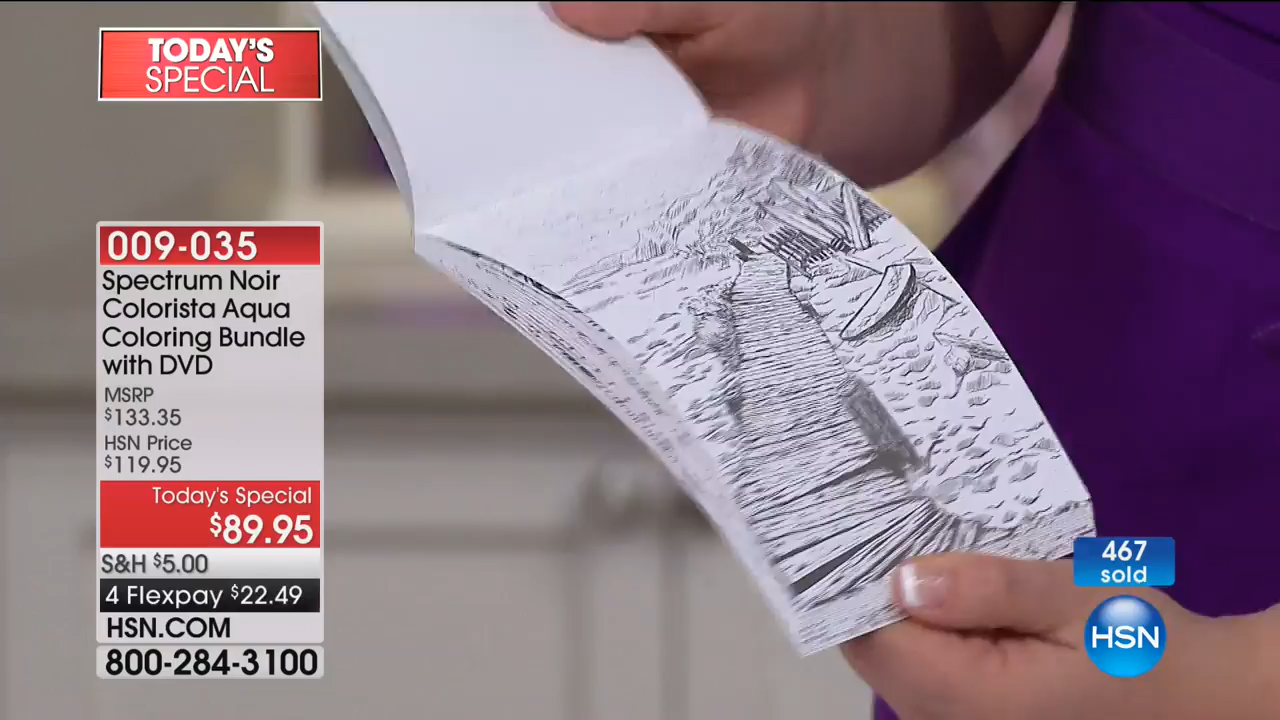 TODAY'S
SPECIAL
009-035
Spectrum Noir
Colorista Aqua
Coloring Bundle
with DVD
MSRP
$133.35
HSN Price
$119.95
Today's Special
$89.95
S&H $5.00
4 Flexpay $22.49
HSN.COM
800-284-3100
467
sold
HSN